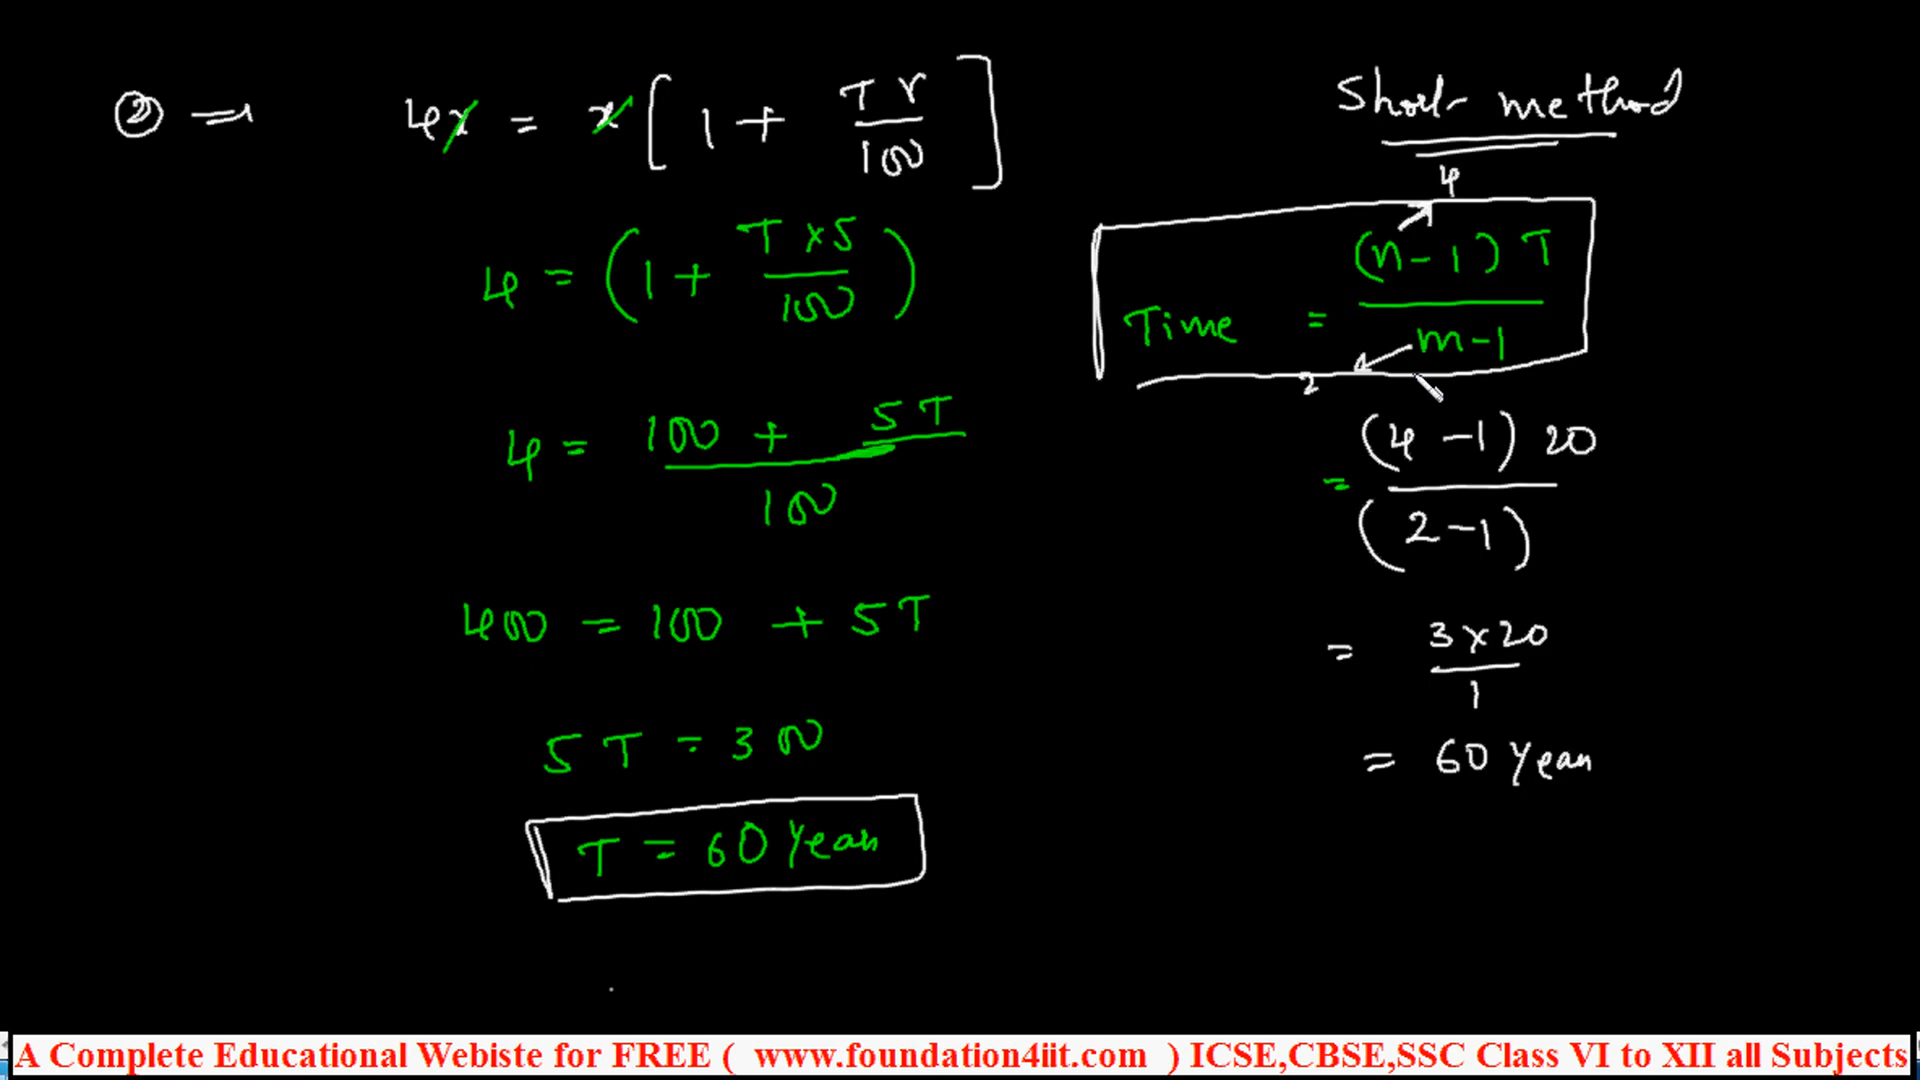 ② ⇒ 4x = x [ 1 + Tr/100 ]
4 = ( 1 + T×5/100 )
4 = 100 + 5T / 100
400 = 100 + 5T
5T = 300
T = 60 Years
Short method
4
Time = (n-1) T / m-1
2
= (4-1) 20 / (2-1)
= 3×20 / 1
= 60 Years
A Complete Educational Webiste for FREE ( www.foundation4iit.com ) ICSE,CBSE,SSC Class VI to XII all Subjects